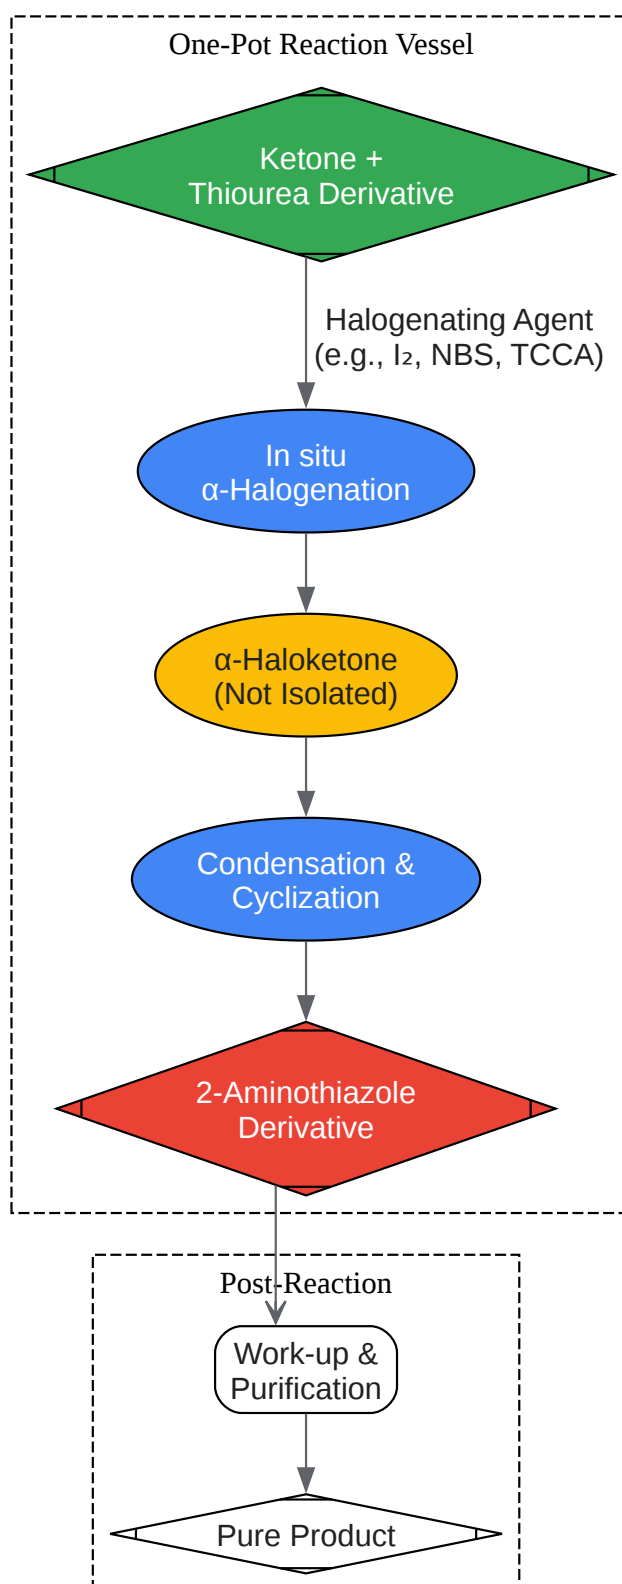 One-Pot Reaction Vessel
Ketone +
Thiourea Derivative
Halogenating Agent
(e.g., I₂, NBS, TCCA)
In situ
α-Halogenation
α-Haloketone
(Not Isolated)
Condensation &
Cyclization
2-Aminothiazole
Derivative
Post-Reaction
Work-up &
Purification
Pure Product